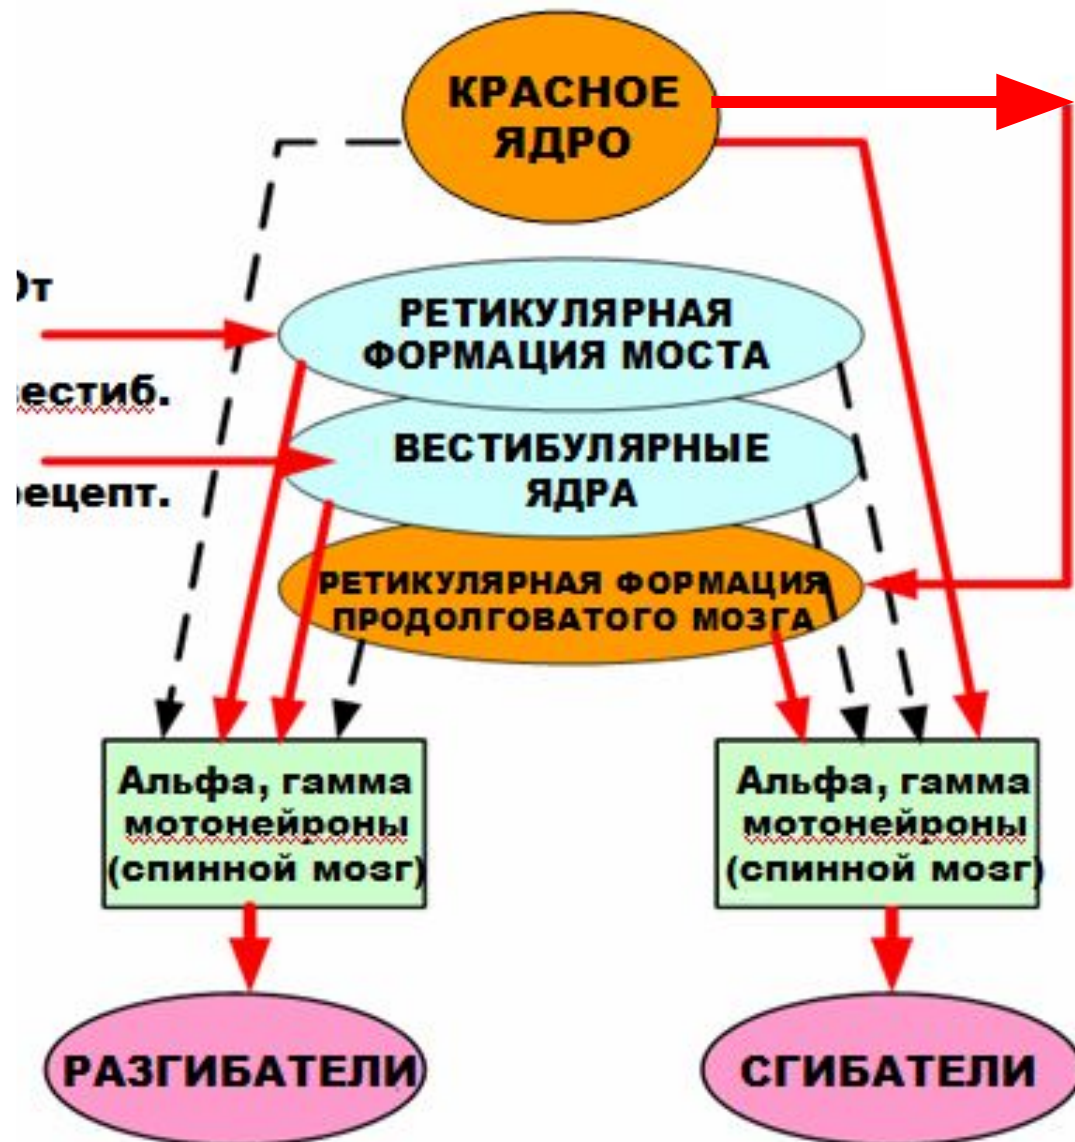 КРАСНОЕ
ЯДРО
От
РЕТИКУЛЯРНАЯ
ФОРМАЦИЯ МОСТА
вестиб.
ВЕСТИБУЛЯРНЫЕ
ЯДРА
рецепт.
РЕТИКУЛЯРНАЯ ФОРМАЦИЯ
ПРОДОЛГОВАТОГО МОЗГА
Альфа, гамма
мотонейроны
(спинной мозг)
Альфа, гамма
мотонейроны
(спинной мозг)
РАЗГИБАТЕЛИ
СГИБАТЕЛИ